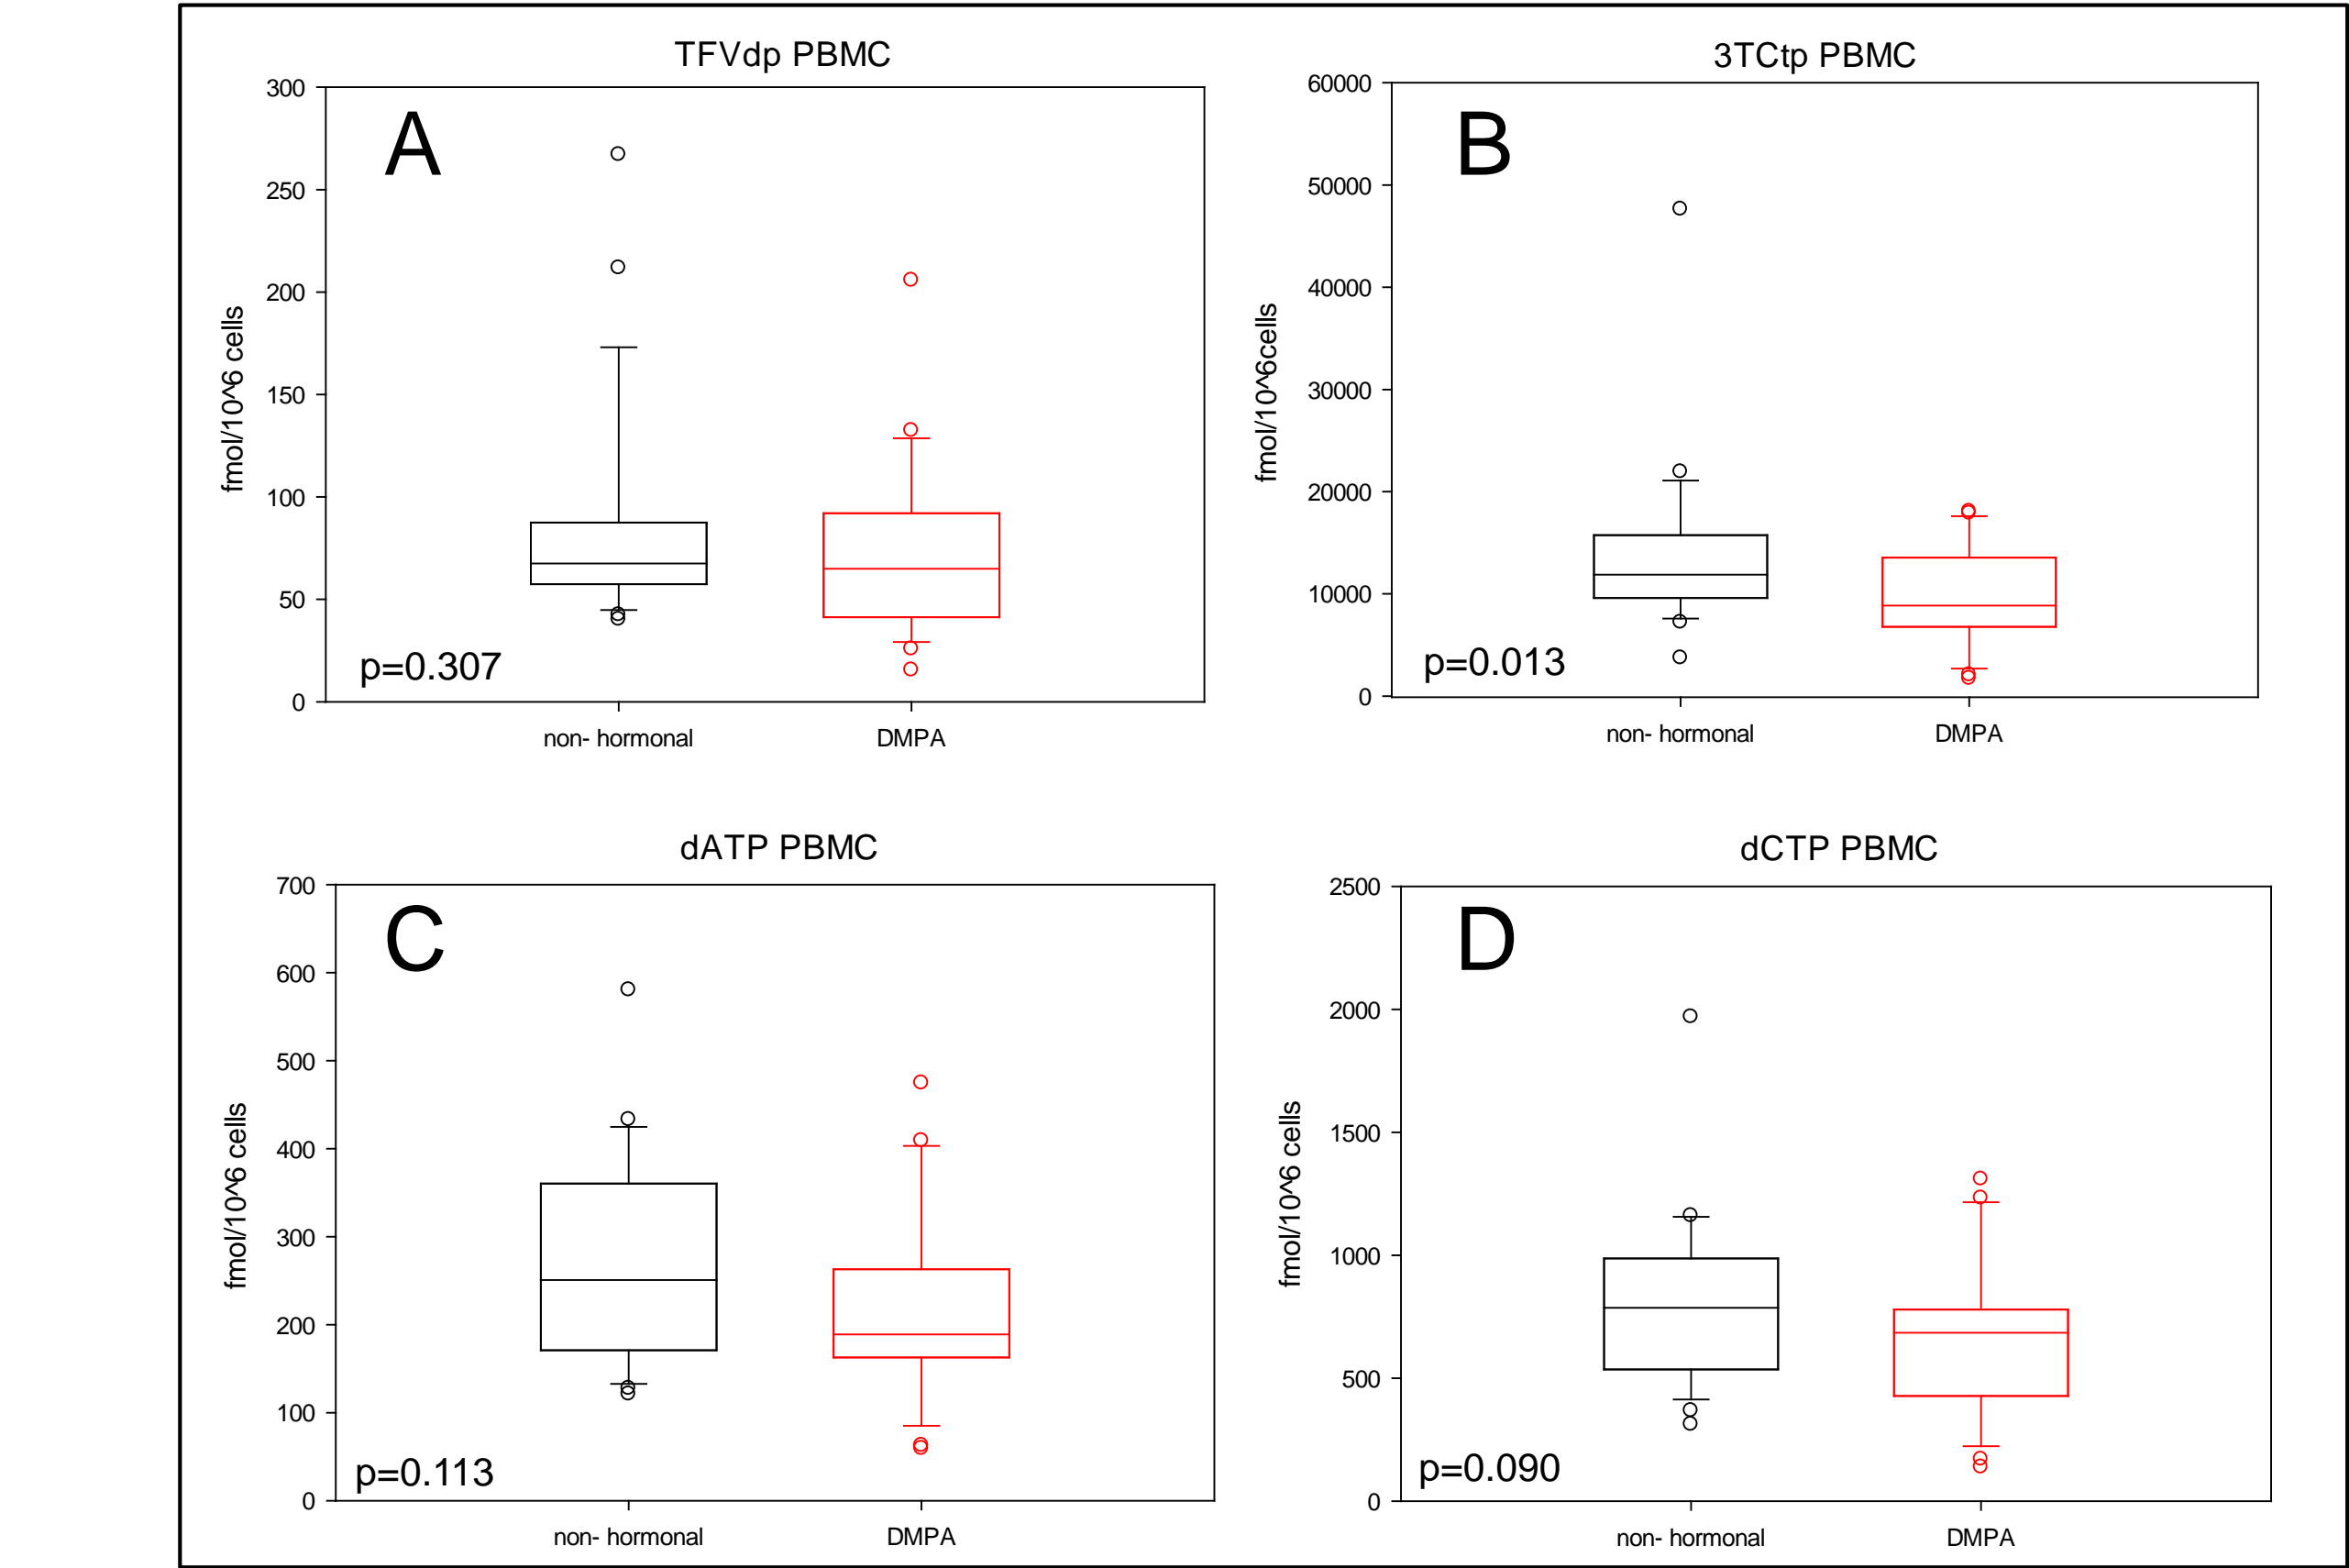 TFVdp PBMC
A
300
250
200
150
100
50
0
fmol/10^6 cells
p=0.307
non- hormonal
DMPA
3TCtp PBMC
B
60000
50000
40000
30000
20000
10000
0
fmol/10^6cells
p=0.013
non- hormonal
DMPA
dATP PBMC
C
700
600
500
400
300
200
100
0
fmol/10^6 cells
p=0.113
non- hormonal
DMPA
dCTP PBMC
D
2500
2000
1500
1000
500
0
fmol/10^6 cells
p=0.090
non- hormonal
DMPA